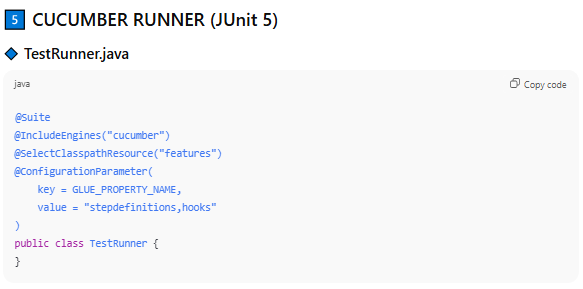 5 CUCUMBER RUNNER (JUnit 5)
TestRunner.java
java
Copy code
@Suite
@IncludeEngines("cucumber")
@SelectClasspathResource("features")
@ConfigurationParameter(
    key = GLUE_PROPERTY_NAME,
    value = "stepdefinitions,hooks"
)
public class TestRunner {
}